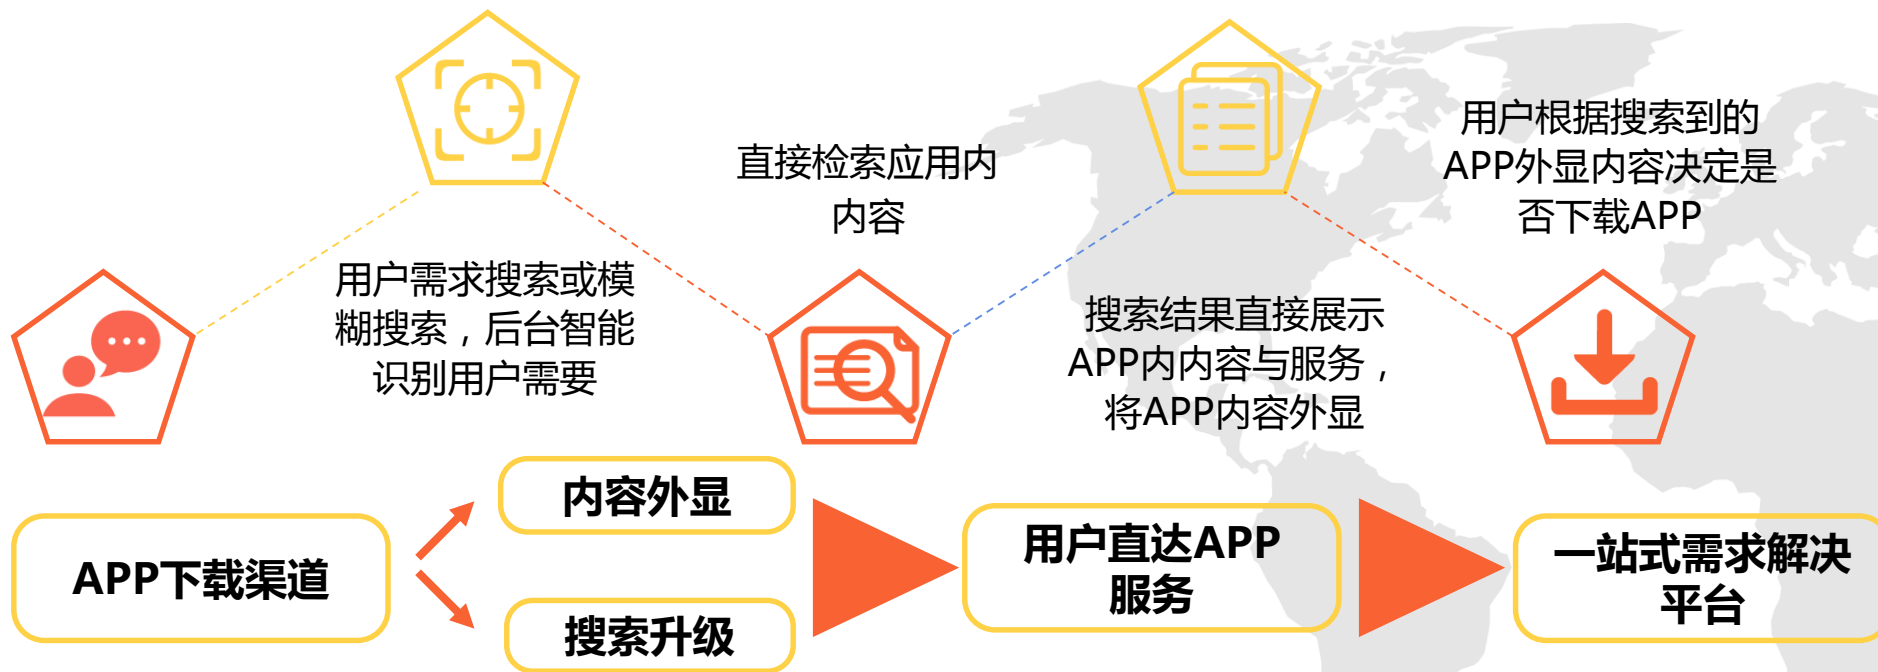 用户需求搜索或模
糊搜索，后台智能
识别用户需要
直接检索应用内
内容
搜索结果直接展示
APP内内容与服务，
将APP内容外显
用户根据搜索到的
APP外显内容决定是
否下载APP
APP下载渠道
内容外显
搜索升级
用户直达APP
服务
一站式需求解决
平台